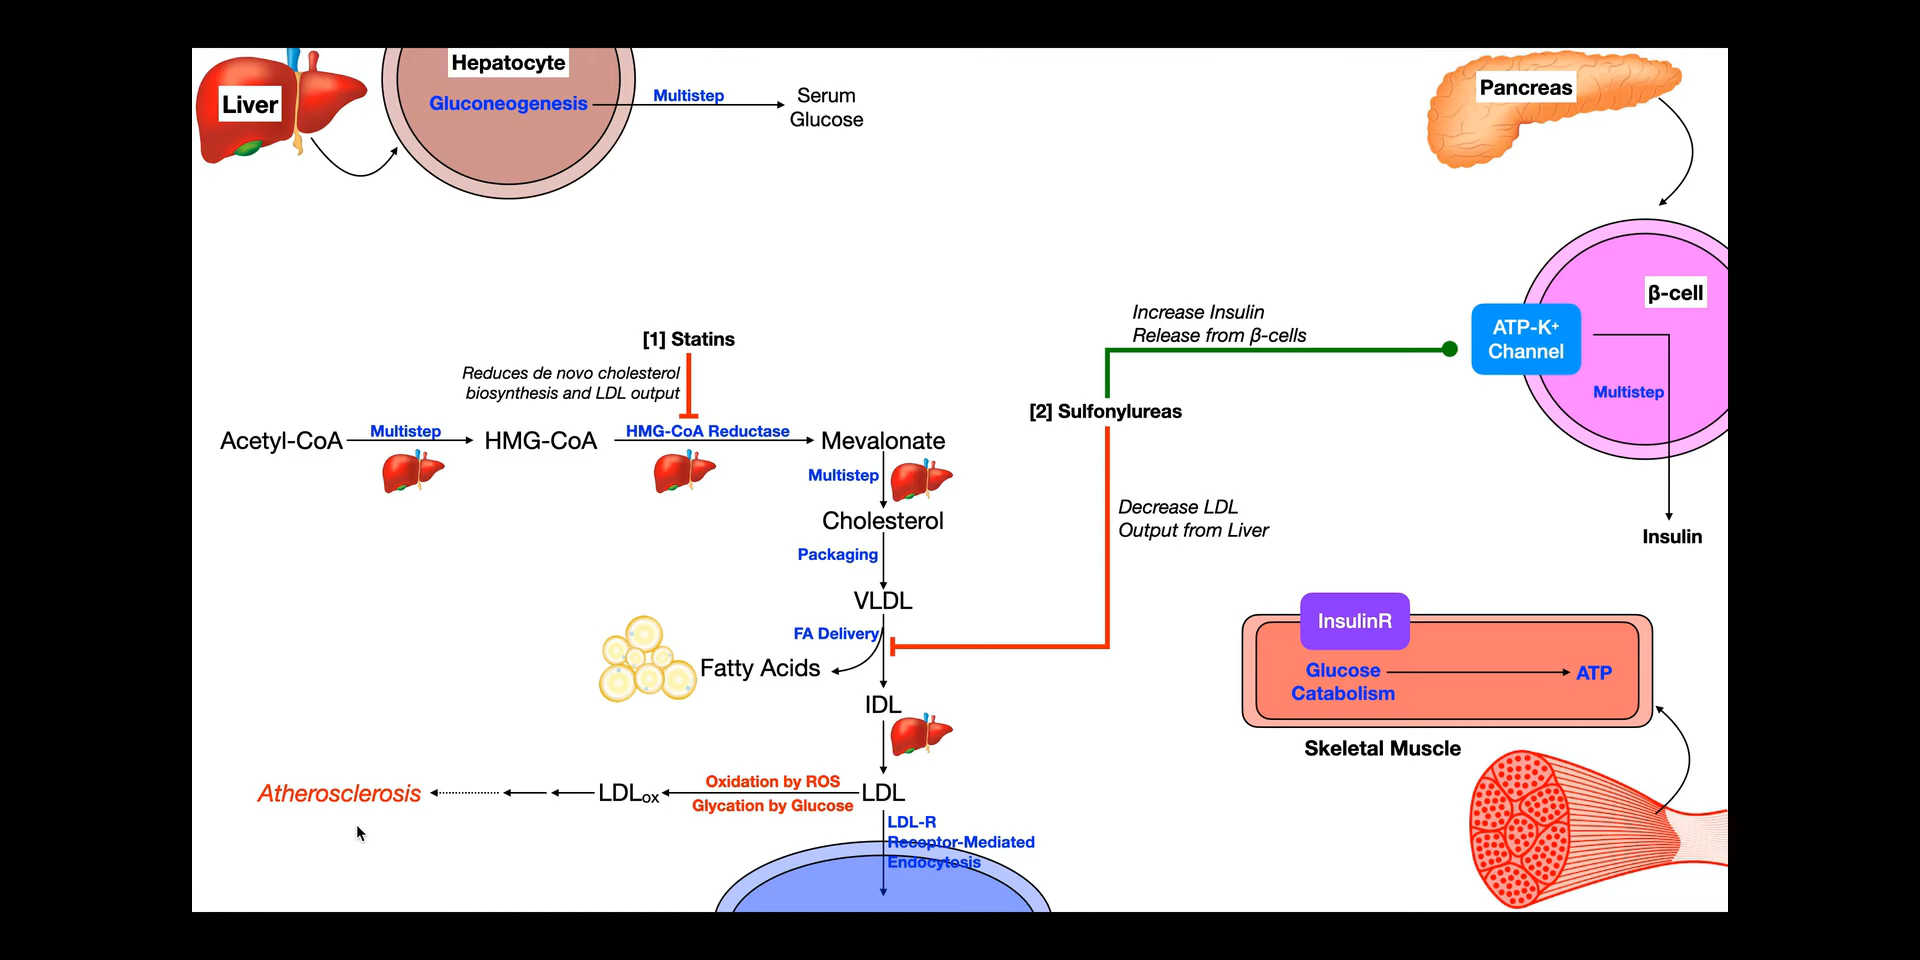 Hepatocyte
Liver
Gluconeogenesis
Multistep
Serum
Glucose
Pancreas
β-cell
ATP-K+
Channel
Multistep
Insulin
Increase Insulin
Release from β-cells
[1] Statins
Reduces de novo cholesterol
biosynthesis and LDL output
[2] Sulfonylureas
Acetyl-CoA
Multistep
HMG-CoA
HMG-CoA Reductase
Mevalonate
Multistep
Cholesterol
Decrease LDL
Output from Liver
Packaging
VLDL
FA Delivery
Fatty Acids
IDL
InsulinR
Glucose
Catabolism
ATP
Skeletal Muscle
Atherosclerosis
LDLOX
Oxidation by ROS
Glycation by Glucose
LDL
LDL-R
Receptor-Mediated
Endocytosis